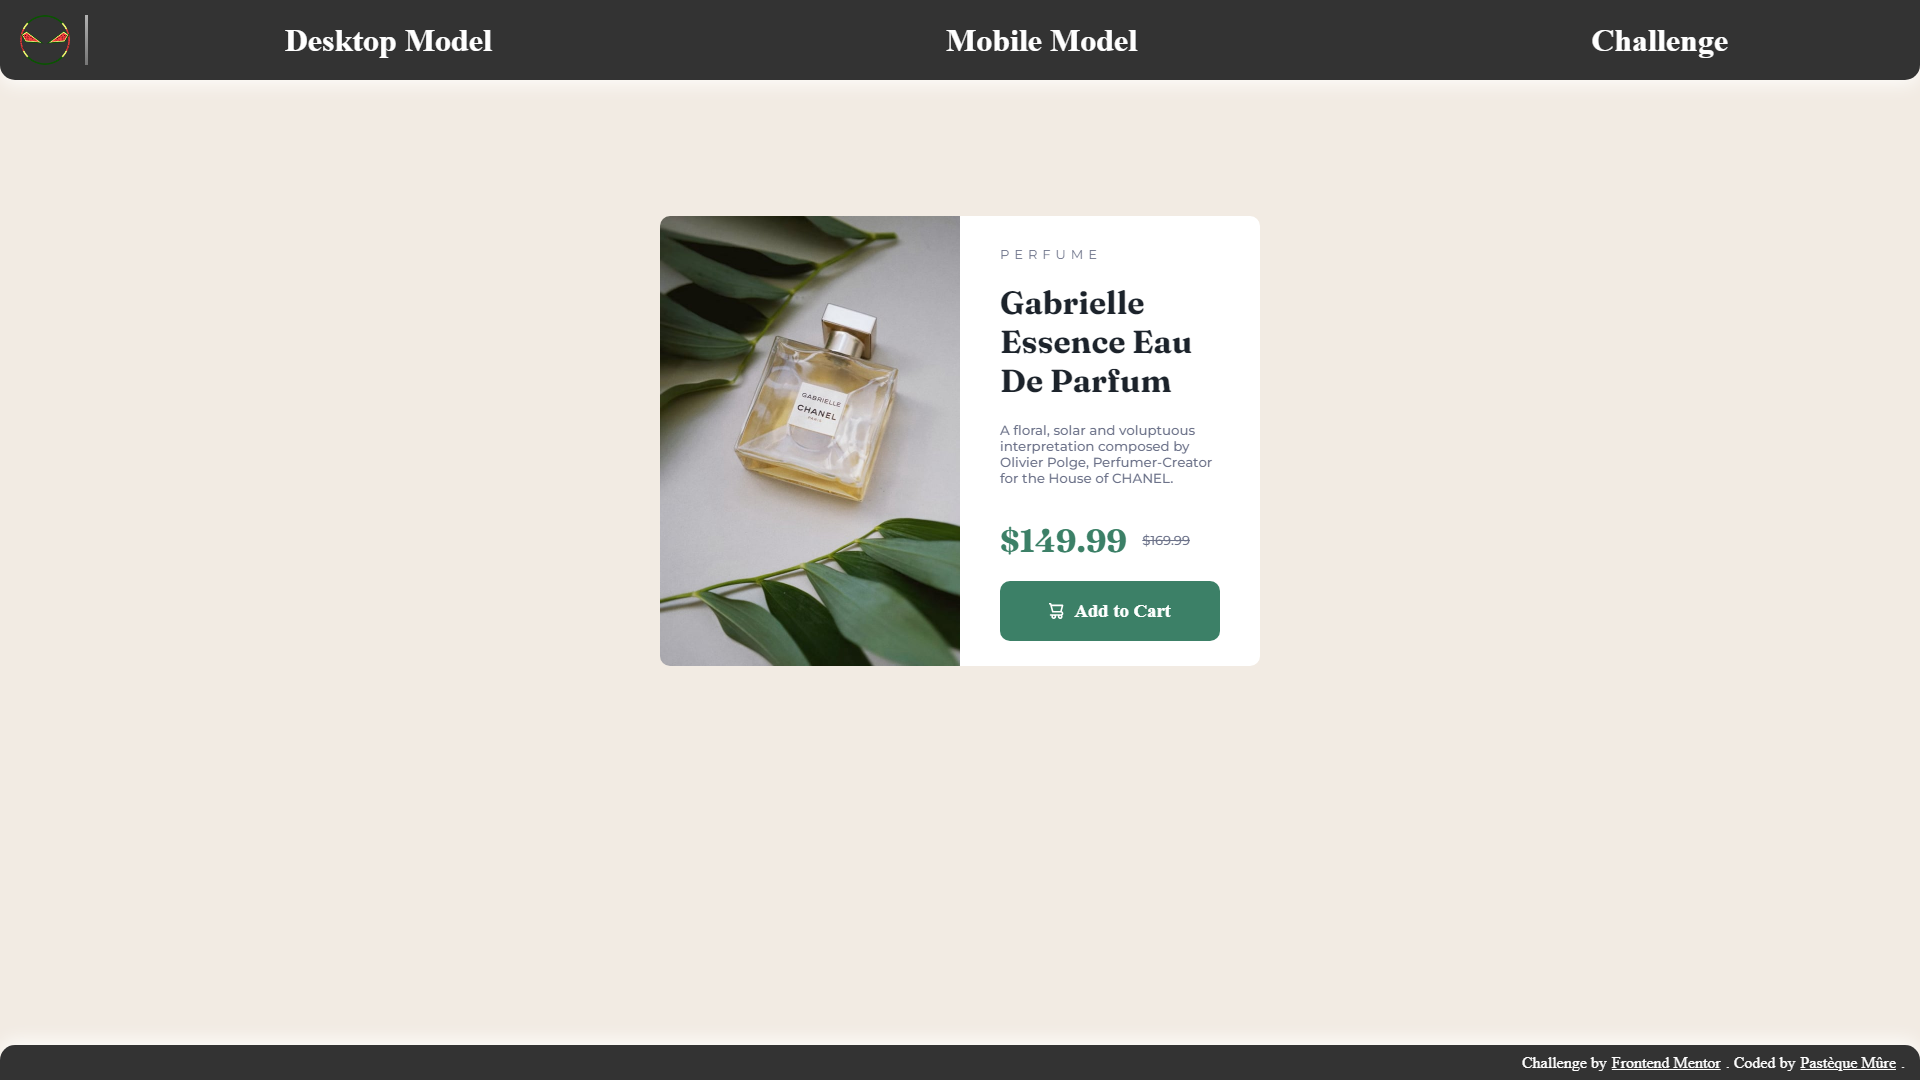 Desktop Model
Mobile Model
Challenge
PERFUME
Gabrielle
Essence Eau
De Parfum
GABRIELLE
CHANEL
PARIS
A floral, solar and voluptuous
interpretation composed by
Olivier Polge, Perfumer-Creator
for the House of CHANEL.
$149.99 $169.99
Add to Cart
Challenge by Frontend Mentor . Coded by Pastèque Mûre .